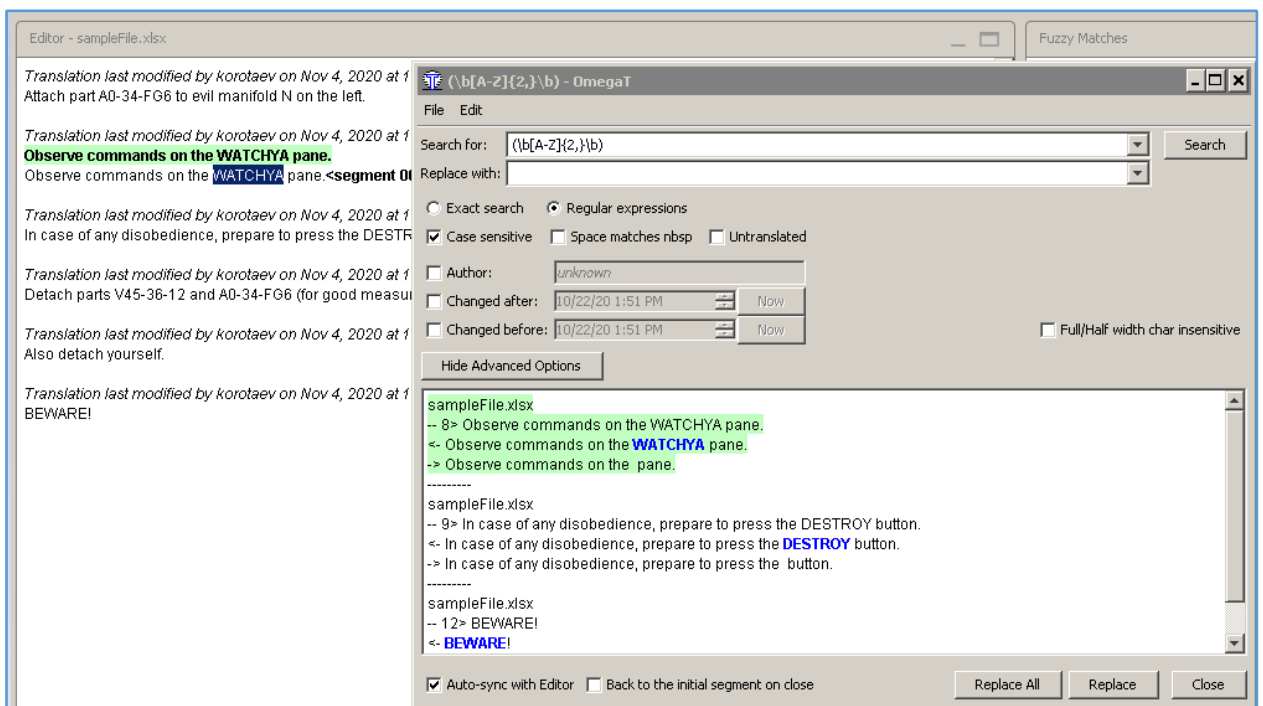 Editor - sampleFile.xlsx
Fuzzy Matches
Translation last modified by korotaev on Nov 4, 2020 at 1
Attach part A0-34-FG6 to evil manifold N on the left.
Translation last modified by korotaev on Nov 4, 2020 at 1
Observe commands on the WATCHYA pane.
Observe commands on the WATCHYA pane.<segment 00
Translation last modified by korotaev on Nov 4, 2020 at 1
In case of any disobedience, prepare to press the DESTR
Translation last modified by korotaev on Nov 4, 2020 at 1
Detach parts V45-36-12 and A0-34-FG6 (for good measur
Translation last modified by korotaev on Nov 4, 2020 at 1
Also detach yourself.
Translation last modified by korotaev on Nov 4, 2020 at 1
BEWARE!
(\b[A-Z]{2,}\b) - OmegaT
File Edit
Search for: (\b[A-Z]{2,}\b) Search
Replace with:
Exact search Regular expressions
Case sensitive Space matches nbsp Untranslated
Author: unknown
Changed after: 10/22/20 1:51 PM Now
Changed before: 10/22/20 1:51 PM Now Full/Half width char insensitive
Hide Advanced Options
sampleFile.xlsx
-- 8> Observe commands on the WATCHYA pane.
<- Observe commands on the WATCHYA pane.
-> Observe commands on the  pane.
---------
sampleFile.xlsx
-- 9> In case of any disobedience, prepare to press the DESTROY button.
<- In case of any disobedience, prepare to press the DESTROY button.
-> In case of any disobedience, prepare to press the  button.
---------
sampleFile.xlsx
-- 12> BEWARE!
<- BEWARE!
Auto-sync with Editor Back to the initial segment on close Replace All Replace Close